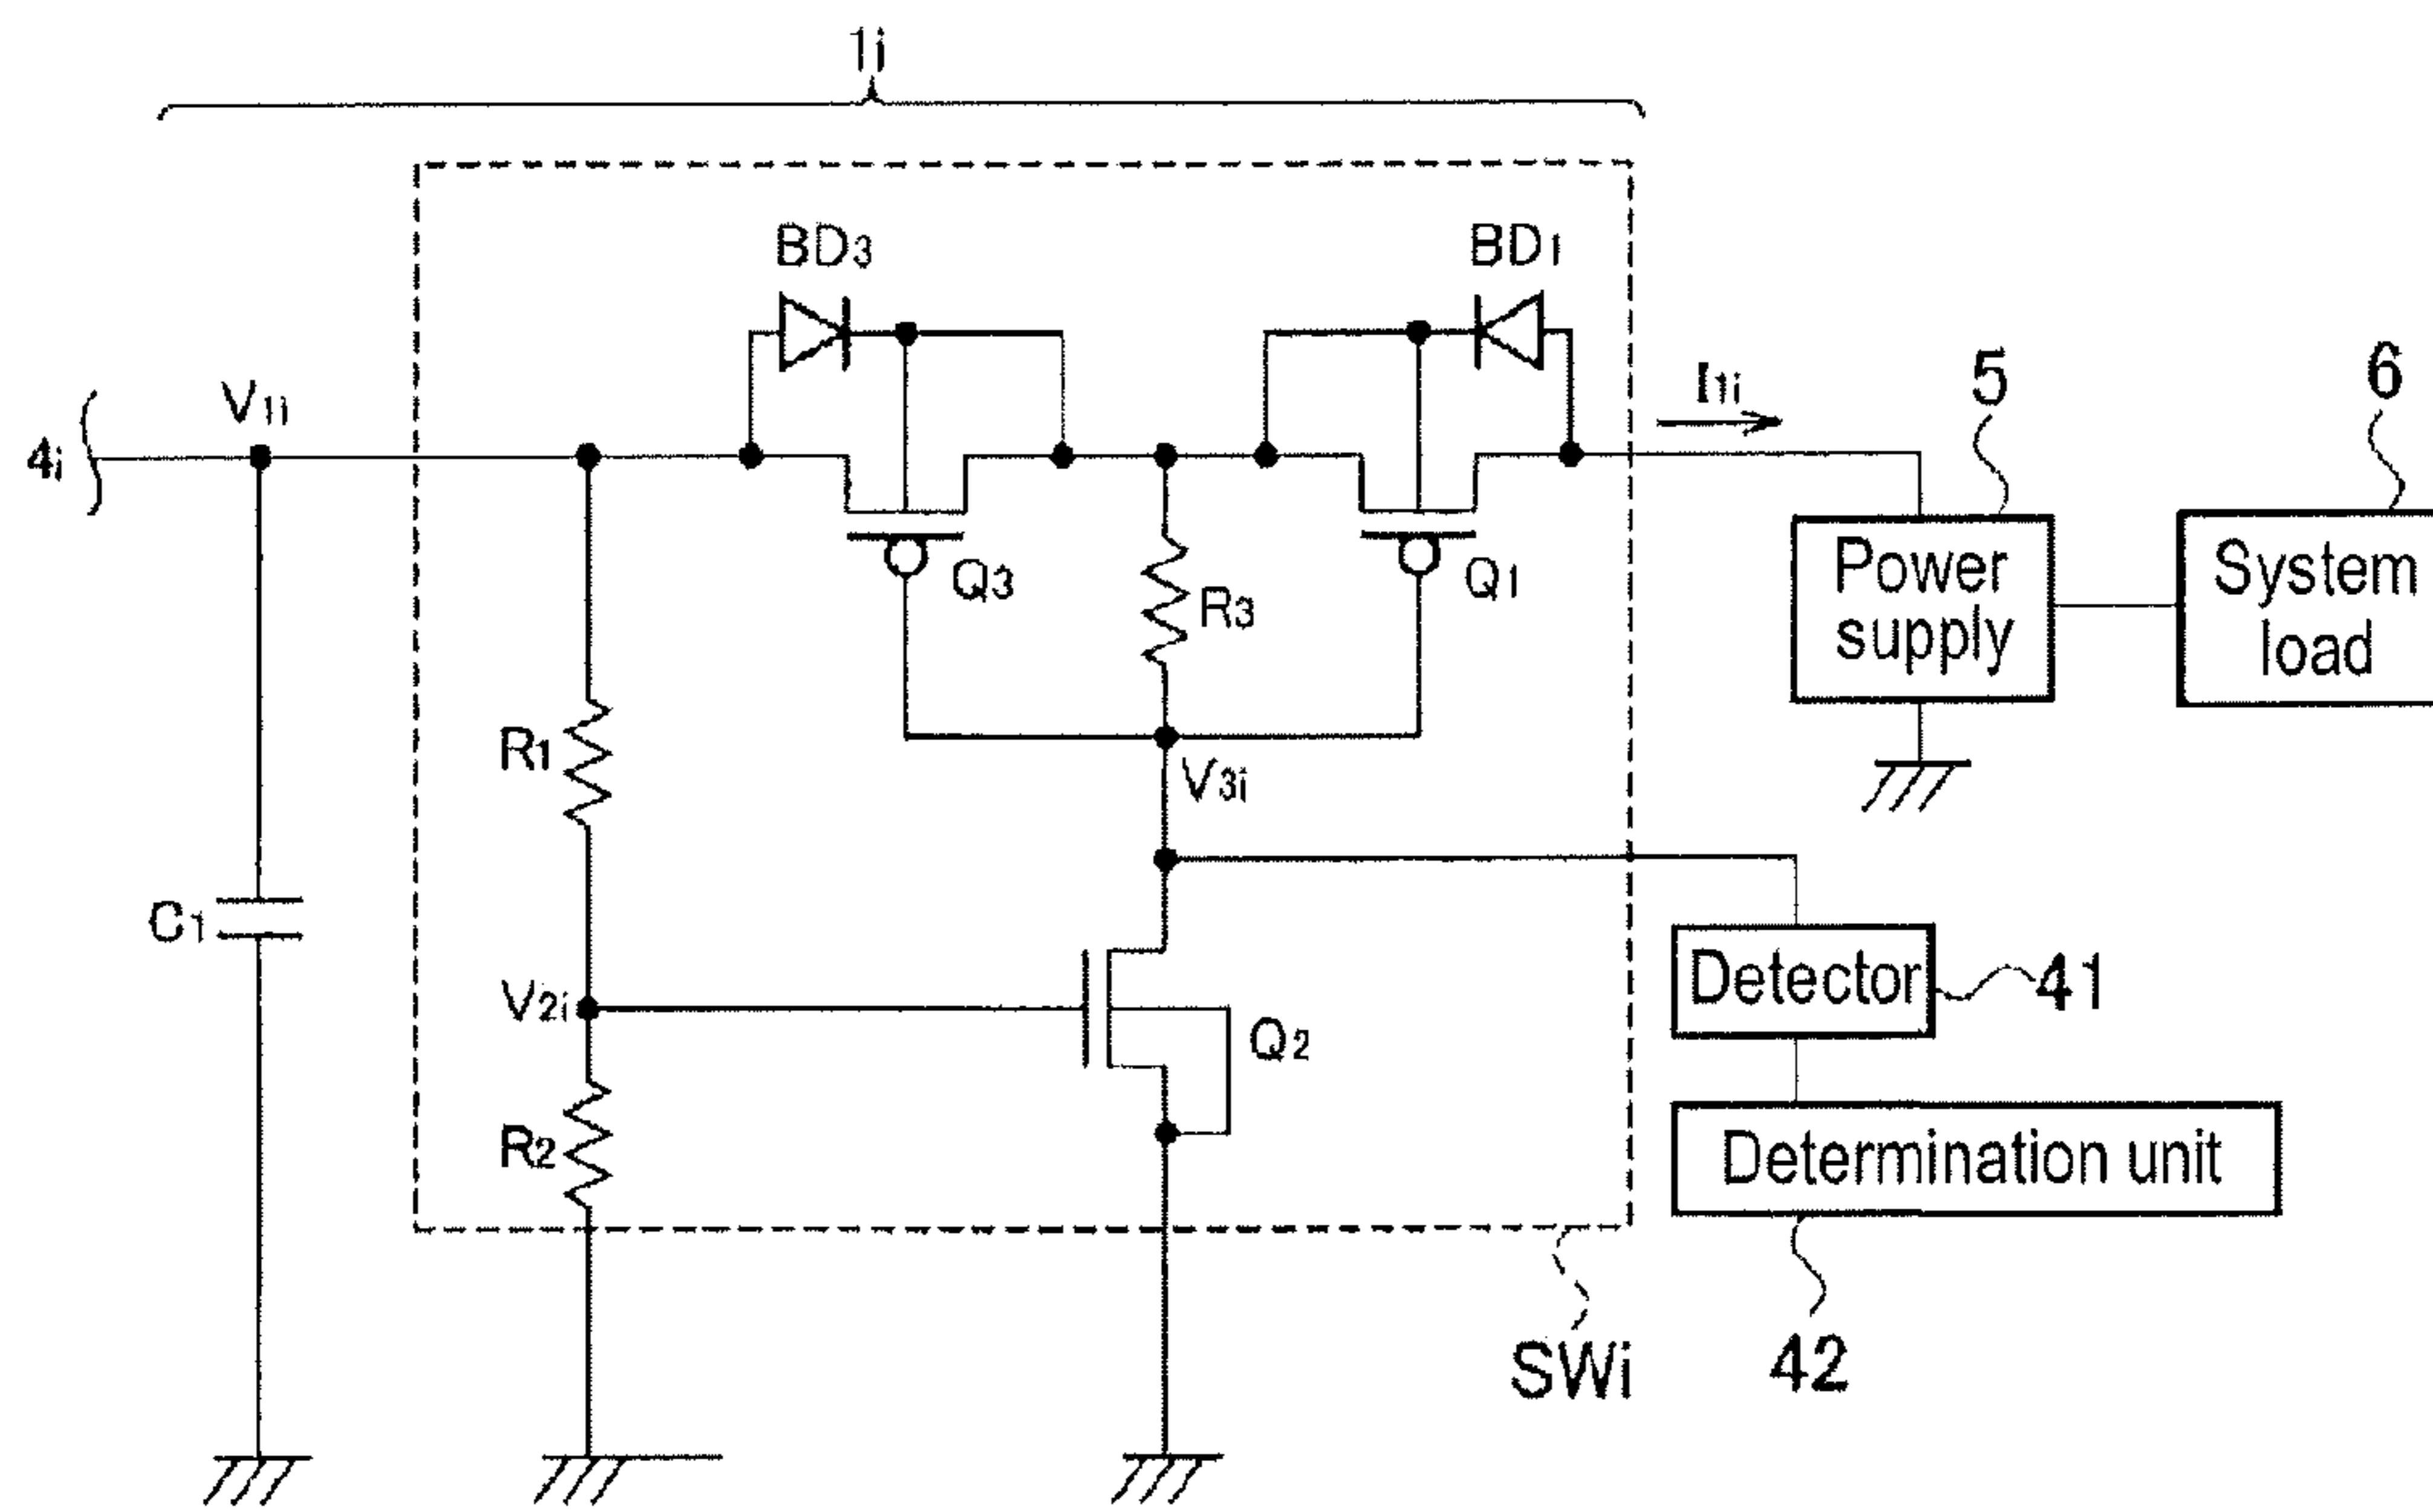 1i
BD3
BD1
V1i
4i
I1i
5
6
Q3
R3
Q1
Power
supply
System
load
R1
V3i
C1
V2i
Q2
Detector
41
R2
Determination unit
SWi
42